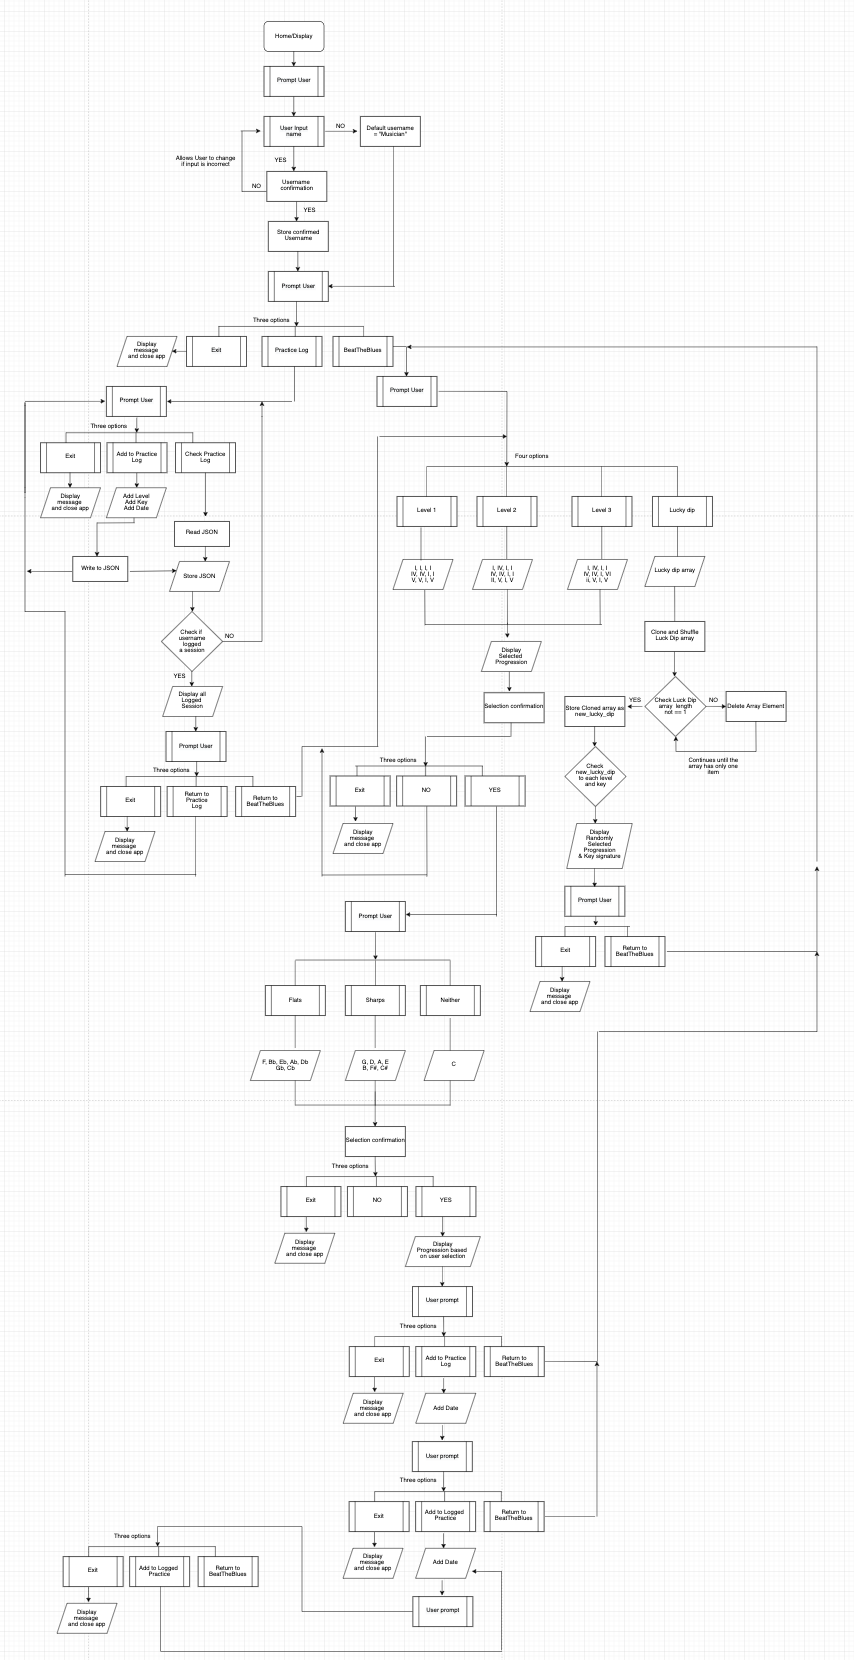 Home/Display
Prompt User
User Input
name
NO
Default username
= "Musician"
Allows User to change
if input is incorrect
YES
NO
Username
confirmation
YES
Store confirmed
Username
Prompt User
Three options
Display
message
and close app
Exit
Practice Log
BeatTheBlues
Prompt User
Prompt User
Three options
Exit
Add to Practice
Log
Check Practice
Log
Display
message
and close app
Add Level
Add Key
Add Date
Read JSON
Write to JSON
Store JSON
Check if
username
logged
a session
NO
YES
Display all
Logged
Session
Prompt User
Three options
Exit
Return to
Practice
Log
Return to
BeatTheBlues
Display
message
and close app
Four options
Level 1
Level 2
Level 3
Lucky dip
I, I, I, I
IV, IV, I, I
V, V, I, V
I, IV, I, I
IV, IV, I, I
ii, V, I, V
I, IV, I, I
IV, IV, I, VI
ii, V, I, V
Lucky dip array
Display
Selected
Progression
Clone and Shuffle
Luck Dip array
Selection confirmation
Store Cloned array as
new_lucky_dip
YES
Check Luck Dip
array length
not == 1
NO
Delete Array Element
Continues until the
array has only one
item
Three options
Exit
NO
YES
Display
message
and close app
Check
new_lucky_dip
to each level
and key
Display
Randomly
Selected
Progression
& Key signature
Prompt User
Exit
Return to
BeatTheBlues
Display
message
and close app
Prompt User
Flats
Sharps
Neither
F, Bb, Eb, Ab, Db
Gb, Cb
G, D, A, E
B, F#, C#
C
Selection confirmation
Three options
Exit
NO
YES
Display
message
and close app
Display
Progression based
on user selection
User prompt
Three options
Exit
Add to Practice
Log
Return to
BeatTheBlues
Display
message
and close app
Add Date
User prompt
Three options
Exit
Add to Logged
Practice
Return to
BeatTheBlues
Display
message
and close app
Add Date
User prompt
Three options
Exit
Add to Logged
Practice
Return to
BeatTheBlues
Display
message
and close app